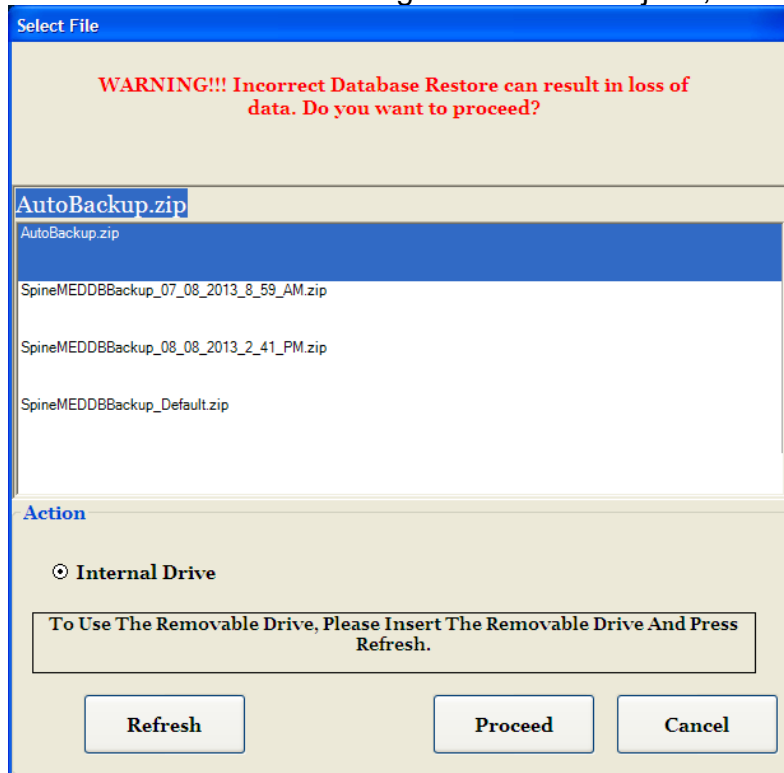 Select File
WARNING!!! Incorrect Database Restore can result in loss of
data. Do you want to proceed?
AutoBackup.zip
AutoBackup.zip
SpineMEDDBBackup_07_08_2013_8_59_AM.zip
SpineMEDDBBackup_08_08_2013_2_41_PM.zip
SpineMEDDBBackup_Default.zip
Action
Internal Drive
To Use The Removable Drive, Please Insert The Removable Drive And Press
Refresh.
Refresh
Proceed
Cancel